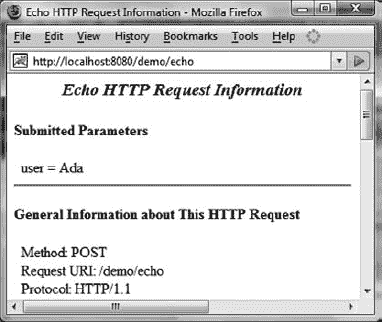 Echo HTTP Request Information - Mozilla Firefox
File Edit View History Bookmarks Tools Help
http://localhost:8080/demo/echo
Echo HTTP Request Information
Submitted Parameters
user = Ada
General Information about This HTTP Request
Method: POST
Request URI: /demo/echo
Protocol: HTTP/1.1